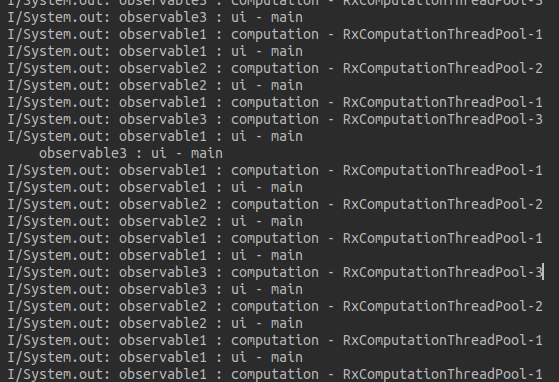 I/System.out: observable3 : computation - RxComputationThreadPool-3
I/System.out: observable3 : ui - main
I/System.out: observable1 : computation - RxComputationThreadPool-1
I/System.out: observable1 : ui - main
I/System.out: observable2 : computation - RxComputationThreadPool-2
I/System.out: observable2 : ui - main
I/System.out: observable1 : computation - RxComputationThreadPool-1
I/System.out: observable3 : computation - RxComputationThreadPool-3
I/System.out: observable1 : ui - main
observable3 : ui - main
I/System.out: observable1 : computation - RxComputationThreadPool-1
I/System.out: observable1 : ui - main
I/System.out: observable2 : computation - RxComputationThreadPool-2
I/System.out: observable2 : ui - main
I/System.out: observable1 : computation - RxComputationThreadPool-1
I/System.out: observable1 : ui - main
I/System.out: observable3 : computation - RxComputationThreadPool-3
I/System.out: observable3 : ui - main
I/System.out: observable2 : computation - RxComputationThreadPool-2
I/System.out: observable2 : ui - main
I/System.out: observable1 : computation - RxComputationThreadPool-1
I/System.out: observable1 : ui - main
I/System.out: observable1 : computation - RxComputationThreadPool-1